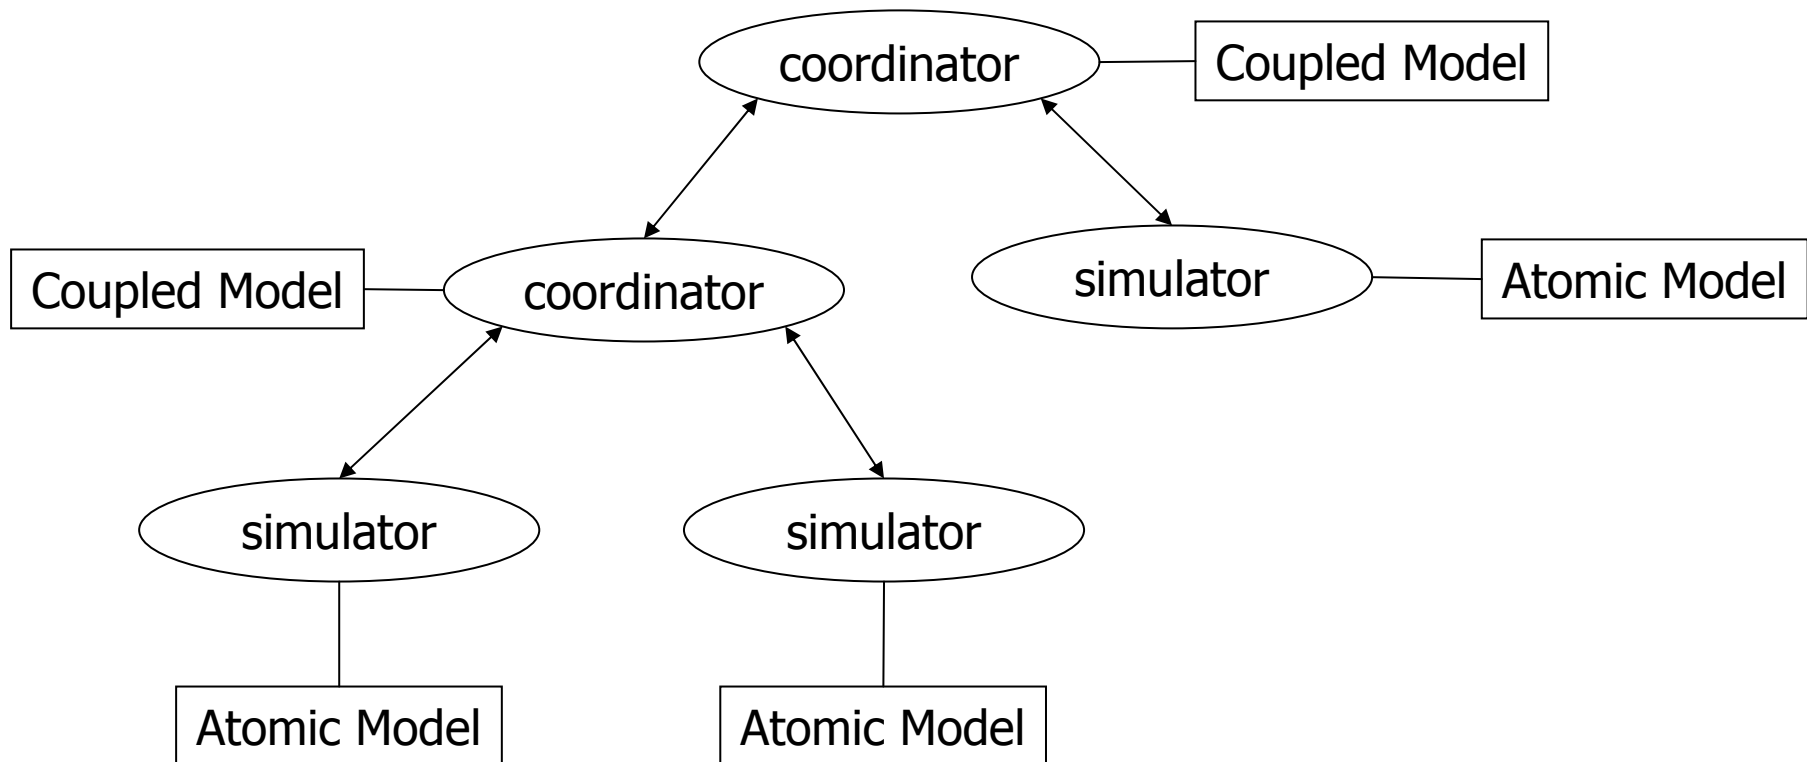 coordinator
Coupled Model
Coupled Model
coordinator
simulator
Atomic Model
simulator
simulator
Atomic Model
Atomic Model